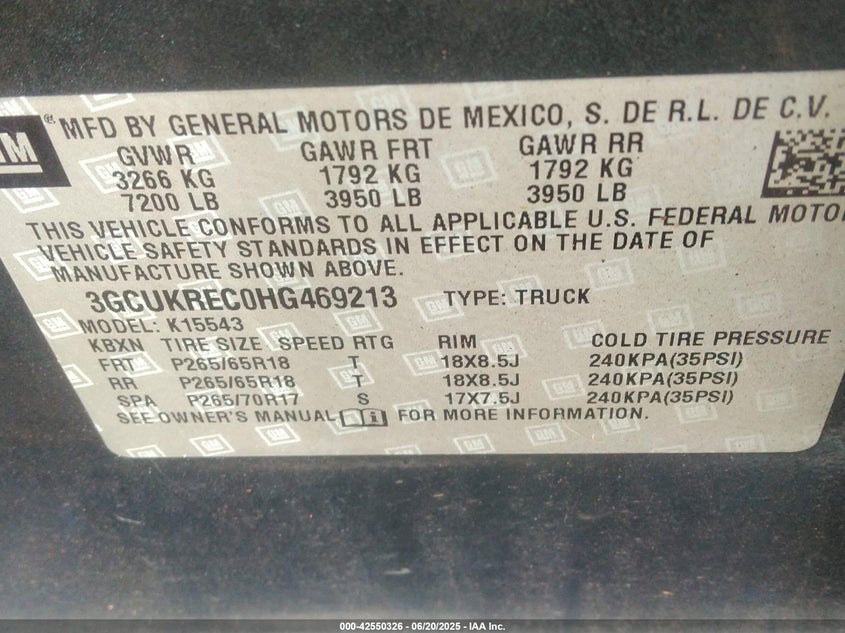 GM ® MFD BY GENERAL MOTORS DE MEXICO, S. DE R.L. DE C.V.
GVWR GAWR FRT GAWR RR
3266 KG 1792 KG 1792 KG
7200 LB 3950 LB 3950 LB
THIS VEHICLE CONFORMS TO ALL APPLICABLE U.S. FEDERAL MOTO
VEHICLE SAFETY STANDARDS IN EFFECT ON THE DATE OF
MANUFACTURE SHOWN ABOVE.
3GCUKREC0HG469213 TYPE: TRUCK
MODEL: K15543
KBXN TIRE SIZE SPEED RTG RIM COLD TIRE PRESSURE
FRT P265/65R18 T 18X8.5J 240KPA(35PSI)
RR P265/65R18 T 18X8.5J 240KPA(35PSI)
SPA P265/70R17 S 17X7.5J 240KPA(35PSI)
SEE OWNER'S MANUAL FOR MORE INFORMATION.
000-42550326 - 06/20/2025 - IAA Inc.